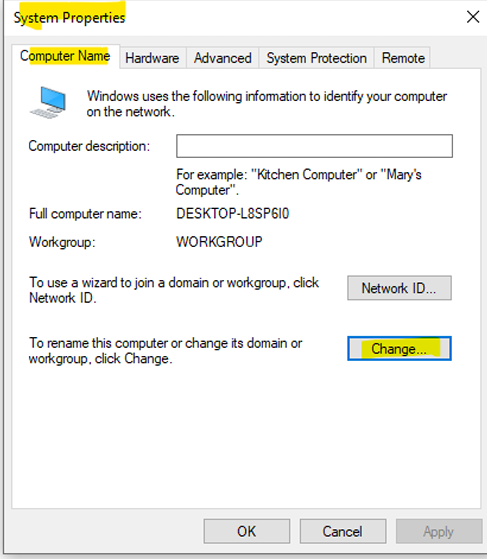 System Properties
Computer Name Hardware Advanced System Protection Remote
Windows uses the following information to identify your computer
on the network.
Computer description:
For example: "Kitchen Computer" or "Mary's
Computer".
Full computer name: DESKTOP-L8SP6I0
Workgroup: WORKGROUP
To use a wizard to join a domain or workgroup, click
Network ID.
Network ID...
To rename this computer or change its domain or
workgroup, click Change.
Change...
OK Cancel Apply